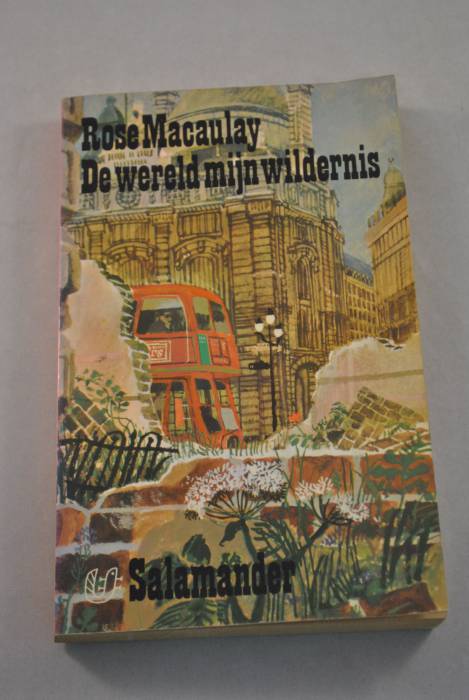 Rose Macaulay
De wereld mijn wildernis
Salamander